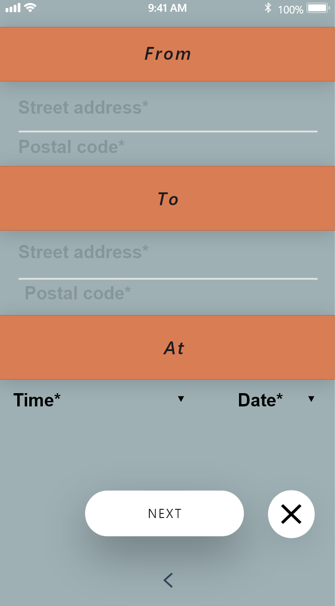 9:41 AM 100%
From
Street address*
Postal code*
To
Street address*
Postal code*
At
Time* Date*
NEXT